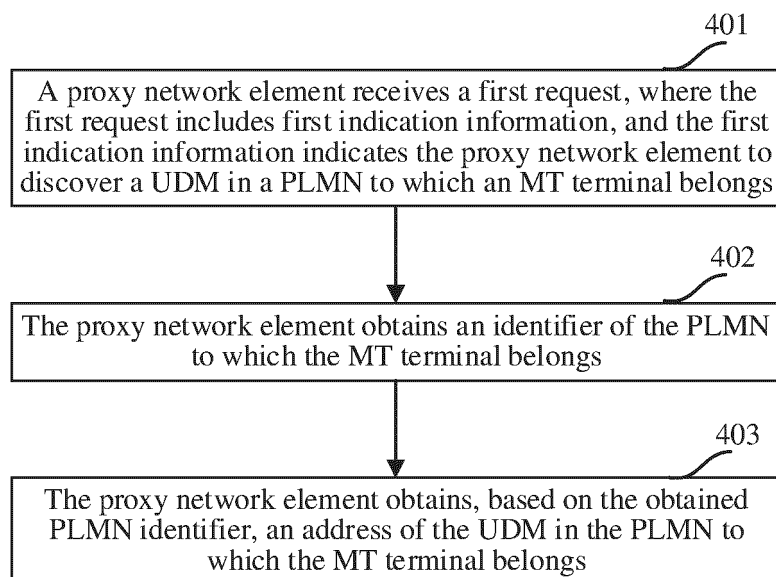 401
A proxy network element receives a first request, where the
first request includes first indication information, and the first
indication information indicates the proxy network element to
discover a UDM in a PLMN to which an MT terminal belongs
402
The proxy network element obtains an identifier of the PLMN
to which the MT terminal belongs
403
The proxy network element obtains, based on the obtained
PLMN identifier, an address of the UDM in the PLMN to
which the MT terminal belongs